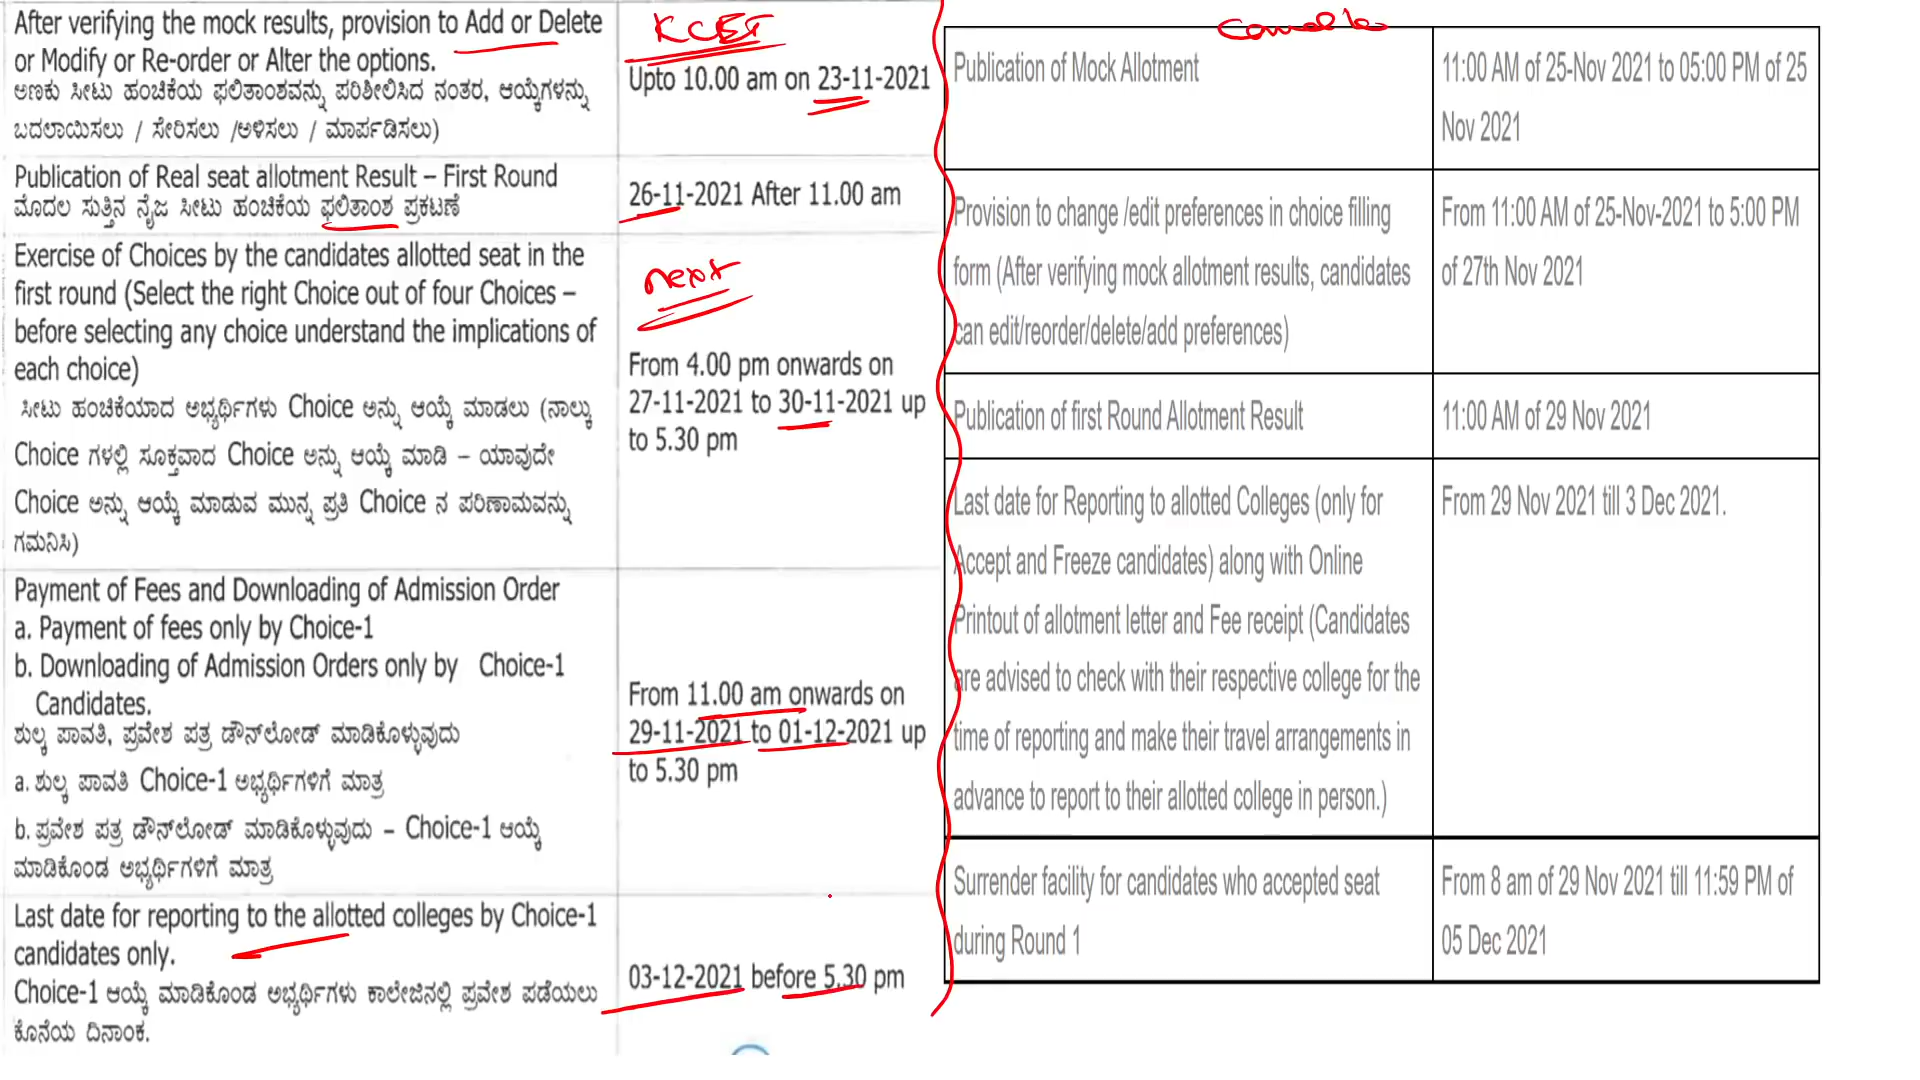 After verifying the mock results, provision to Add or Delete
or Modify or Re-order or Alter the options.
ಅಣಕು ಸೀಟು ಹಂಚಿಕೆಯ ಫಲಿತಾಂಶವನ್ನು ಪರಿಶೀಲಿಸಿದ ನಂತರ, ಆಯ್ಕೆಗಳನ್ನು
ಬದಲಾಯಿಸಲು / ಸೇರಿಸಲು /ಅಳಿಸಲು / ಮಾರ್ಪಡಿಸಲು)
KCET
Upto 10.00 am on 23-11-2021
Publication of Real seat allotment Result – First Round
ಮೊದಲ ಸುತ್ತಿನ ನೈಜ ಸೀಟು ಹಂಚಿಕೆಯ ಫಲಿತಾಂಶ ಪ್ರಕಟಣೆ
26-11-2021 After 11.00 am
Exercise of Choices by the candidates allotted seat in the
first round (Select the right Choice out of four Choices –
before selecting any choice understand the implications of
each choice)
ಸೀಟು ಹಂಚಿಕೆಯಾದ ಅಭ್ಯರ್ಥಿಗಳು Choice ಅನ್ನು ಆಯ್ಕೆ ಮಾಡಲು (ನಾಲ್ಕು
Choice ಗಳಲ್ಲಿ ಸೂಕ್ತವಾದ Choice ಅನ್ನು ಆಯ್ಕೆ ಮಾಡಿ – ಯಾವುದೇ
Choice ಅನ್ನು ಆಯ್ಕೆ ಮಾಡುವ ಮುನ್ನ ಪ್ರತಿ Choice ನ ಪರಿಣಾಮವನ್ನು
ಗಮನಿಸಿ)
next
From 4.00 pm onwards on
27-11-2021 to 30-11-2021 up
to 5.30 pm
Payment of Fees and Downloading of Admission Order
a. Payment of fees only by Choice-1
b. Downloading of Admission Orders only by Choice-1
Candidates.
ಶುಲ್ಕ ಪಾವತಿ, ಪ್ರವೇಶ ಪತ್ರ ಡೌನ್‌ಲೋಡ್ ಮಾಡಿಕೊಳ್ಳುವುದು
a. ಶುಲ್ಕ ಪಾವತಿ Choice-1 ಅಭ್ಯರ್ಥಿಗಳಿಗೆ ಮಾತ್ರ
b. ಪ್ರವೇಶ ಪತ್ರ ಡೌನ್‌ಲೋಡ್ ಮಾಡಿಕೊಳ್ಳುವುದು – Choice-1 ಆಯ್ಕೆ
ಮಾಡಿಕೊಂಡ ಅಭ್ಯರ್ಥಿಗಳಿಗೆ ಮಾತ್ರ
From 11.00 am onwards on
29-11-2021 to 01-12-2021 up
to 5.30 pm
Last date for reporting to the allotted colleges by Choice-1
candidates only.
Choice-1 ಆಯ್ಕೆ ಮಾಡಿಕೊಂಡ ಅಭ್ಯರ್ಥಿಗಳು ಕಾಲೇಜಿನಲ್ಲಿ ಪ್ರವೇಶ ಪಡೆಯಲು
ಕೊನೆಯ ದಿನಾಂಕ.
03-12-2021 before 5.30 pm
Publication of Mock Allotment
11:00 AM of 25-Nov 2021 to 05:00 PM of 25
Nov 2021
Provision to change /edit preferences in choice filling
form (After verifying mock allotment results, candidates
can edit/reorder/delete/add preferences)
From 11:00 AM of 25-Nov-2021 to 5:00 PM
of 27th Nov 2021
Publication of first Round Allotment Result
11:00 AM of 29 Nov 2021
Last date for Reporting to allotted Colleges (only for
Accept and Freeze candidates) along with Online
Printout of allotment letter and Fee receipt (Candidates
are advised to check with their respective college for the
time of reporting and make their travel arrangements in
advance to report to their allotted college in person.)
From 29 Nov 2021 till 3 Dec 2021.
Surrender facility for candidates who accepted seat
during Round 1
From 8 am of 29 Nov 2021 till 11:59 PM of
05 Dec 2021